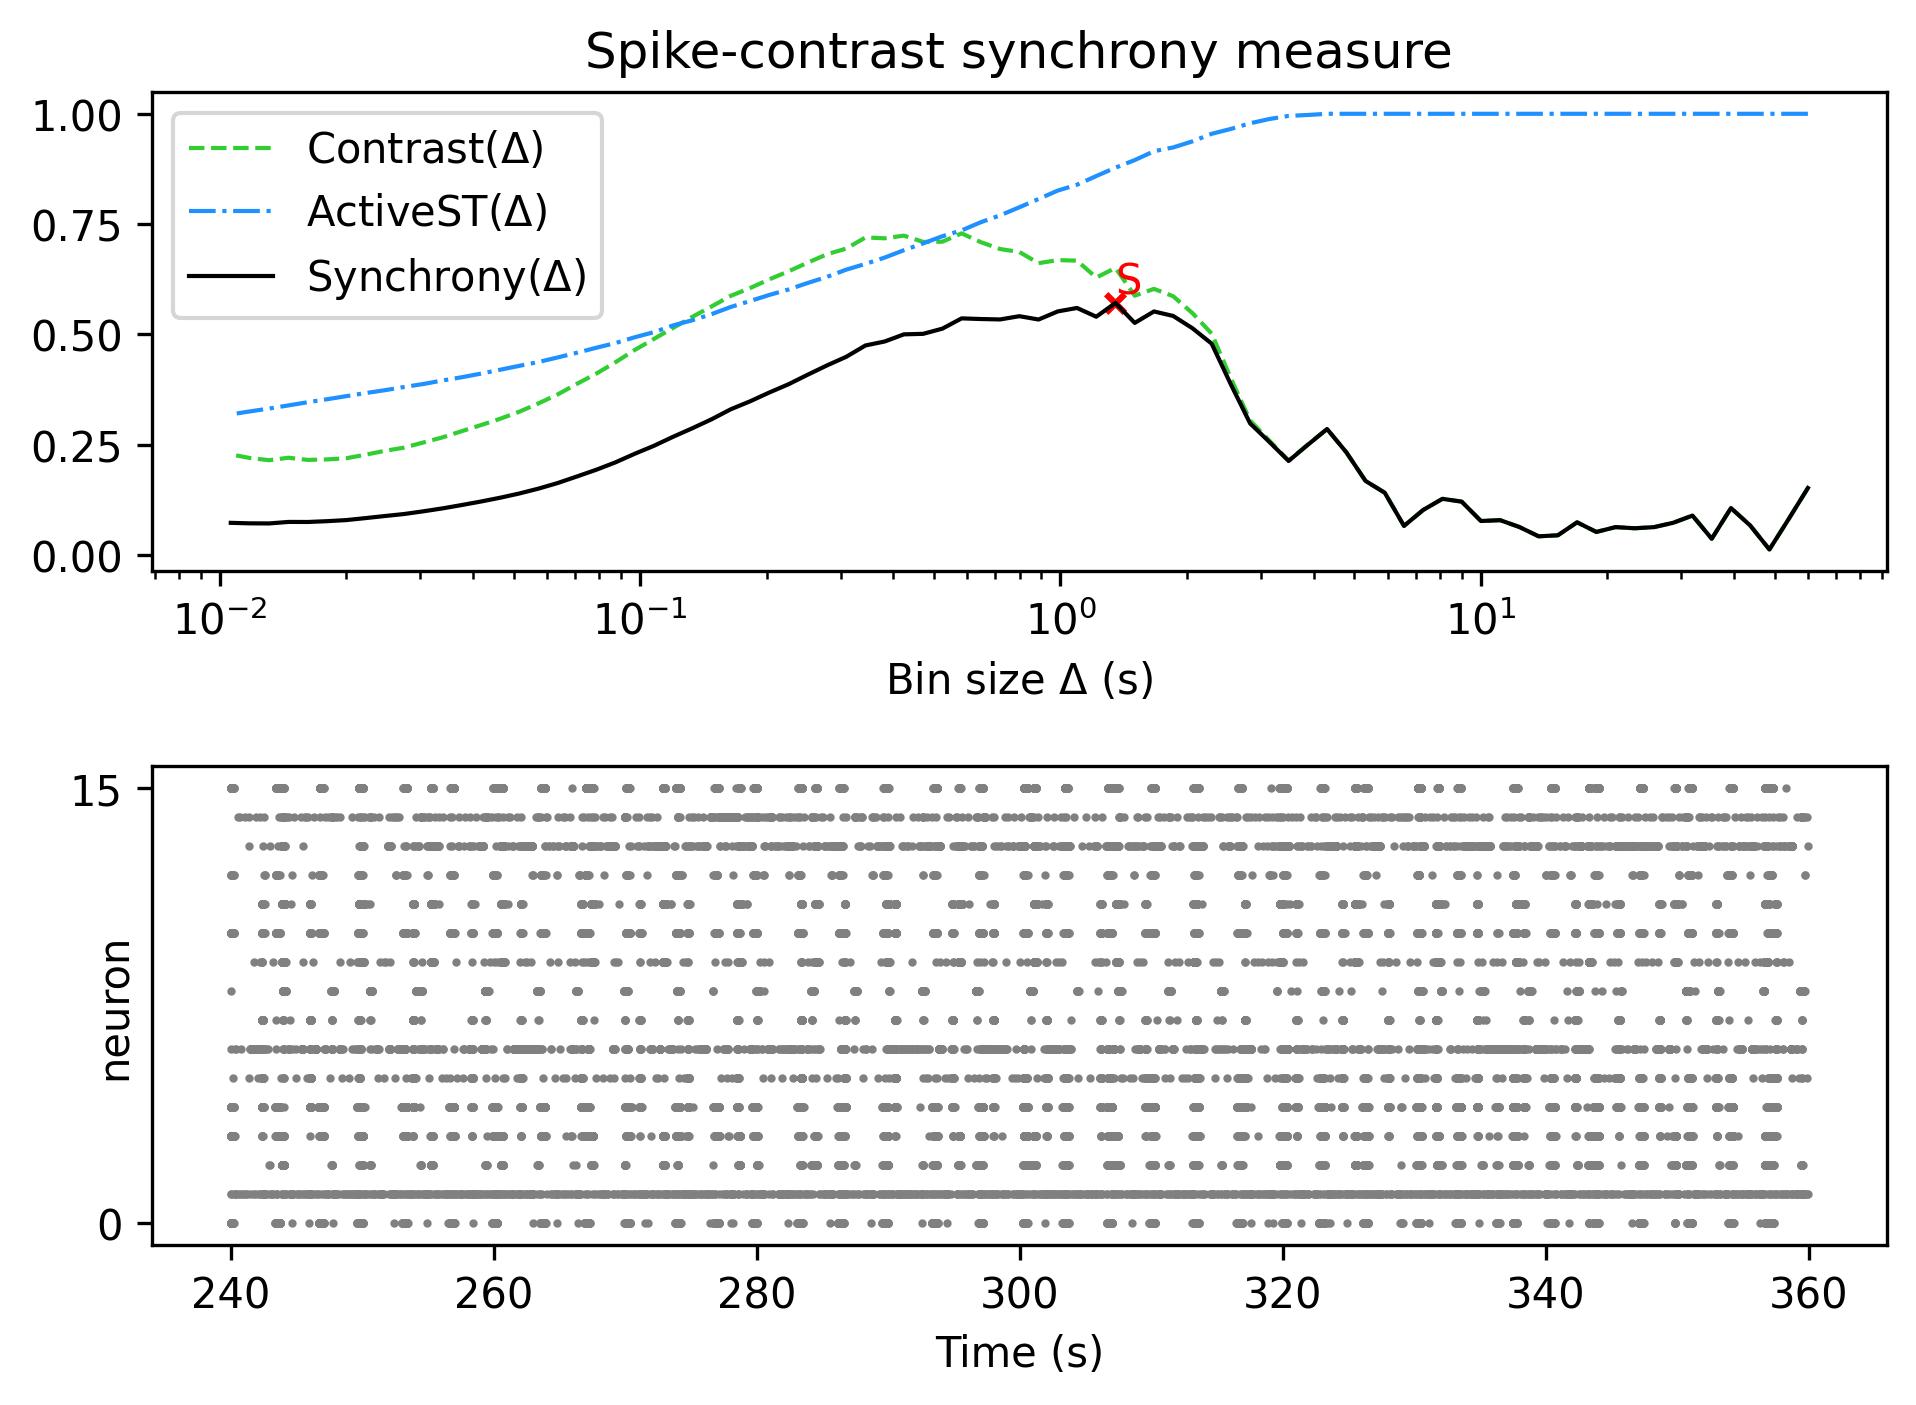 Spike-contrast synchrony measure
1.00
0.75
0.50
0.25
0.00
Contrast(Δ)
ActiveST(Δ)
Synchrony(Δ)
S
10⁻² 10⁻¹ 10⁰ 10¹
Bin size Δ (s)
15
0
neuron
240 260 280 300 320 340 360
Time (s)